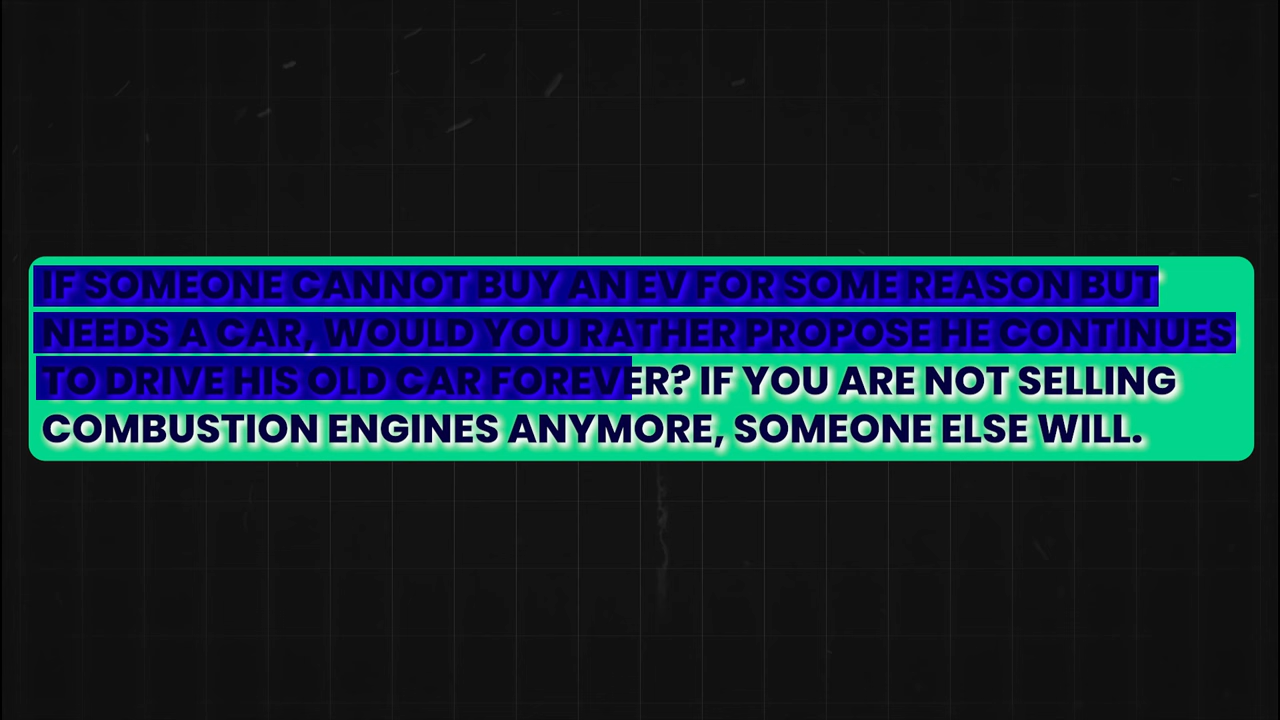 IF SOMEONE CANNOT BUY AN EV FOR SOME REASON BUT
NEEDS A CAR, WOULD YOU RATHER PROPOSE HE CONTINUES
TO DRIVE HIS OLD CAR FOREVER? IF YOU ARE NOT SELLING
COMBUSTION ENGINES ANYMORE, SOMEONE ELSE WILL.